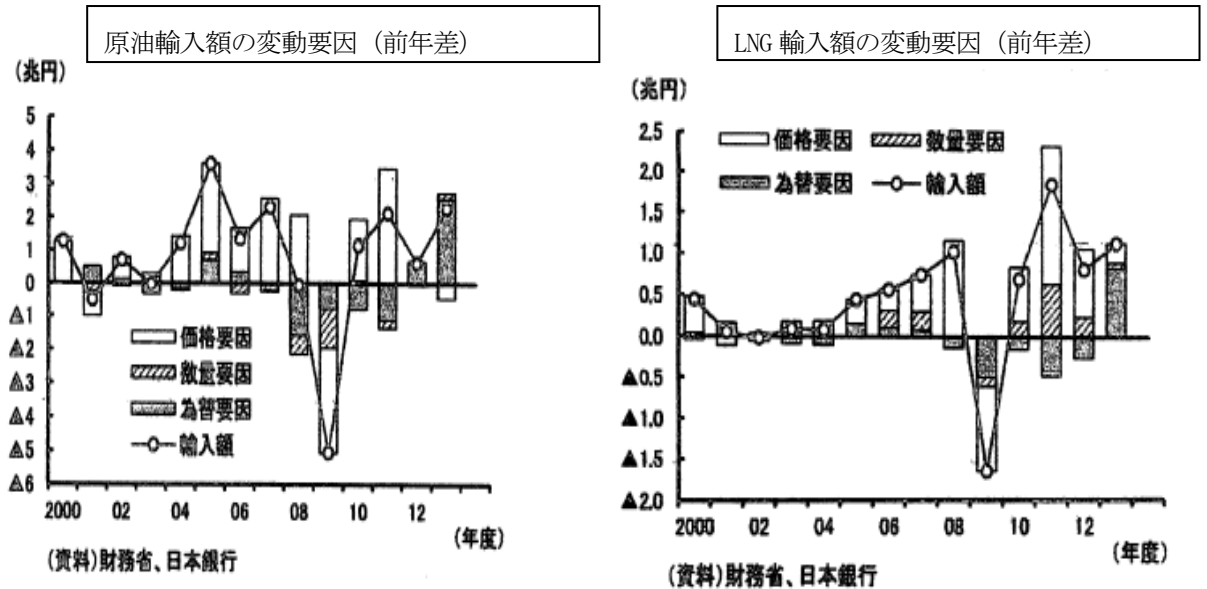 原油輸入額の変動要因（前年差）
(兆円)
5
4
3
2
1
0
△1
△2
△3
△4
△5
△6
価格要因
数量要因
為替要因
輸入額
2000 02 04 06 08 10 12
(年度)
(資料)財務省、日本銀行
LNG 輸入額の変動要因（前年差）
(兆円)
2.5
2.0
1.5
1.0
0.5
0.0
▲0.5
▲1.0
▲1.5
▲2.0
価格要因 数量要因
為替要因 輸入額
2000 02 04 06 08 10 12
(年度)
(資料)財務省、日本銀行